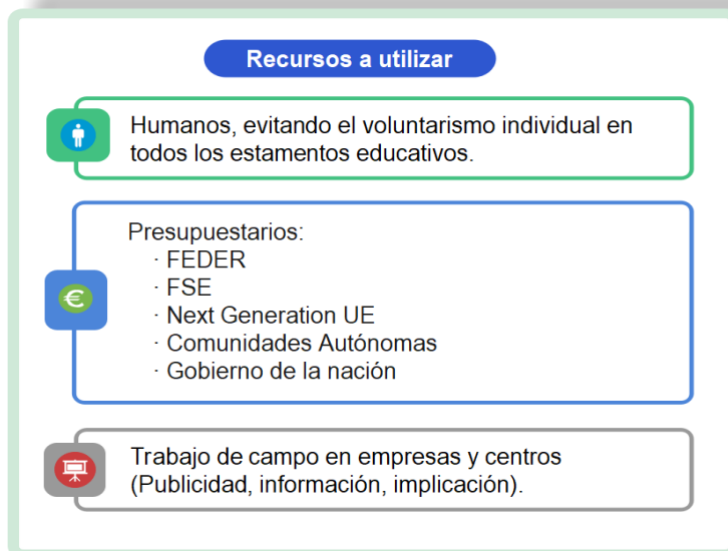 Recursos a utilizar
Humanos, evitando el voluntarismo individual en
todos los estamentos educativos.
Presupuestarios:
· FEDER
· FSE
· Next Generation UE
· Comunidades Autónomas
· Gobierno de la nación
€
Trabajo de campo en empresas y centros
(Publicidad, información, implicación).